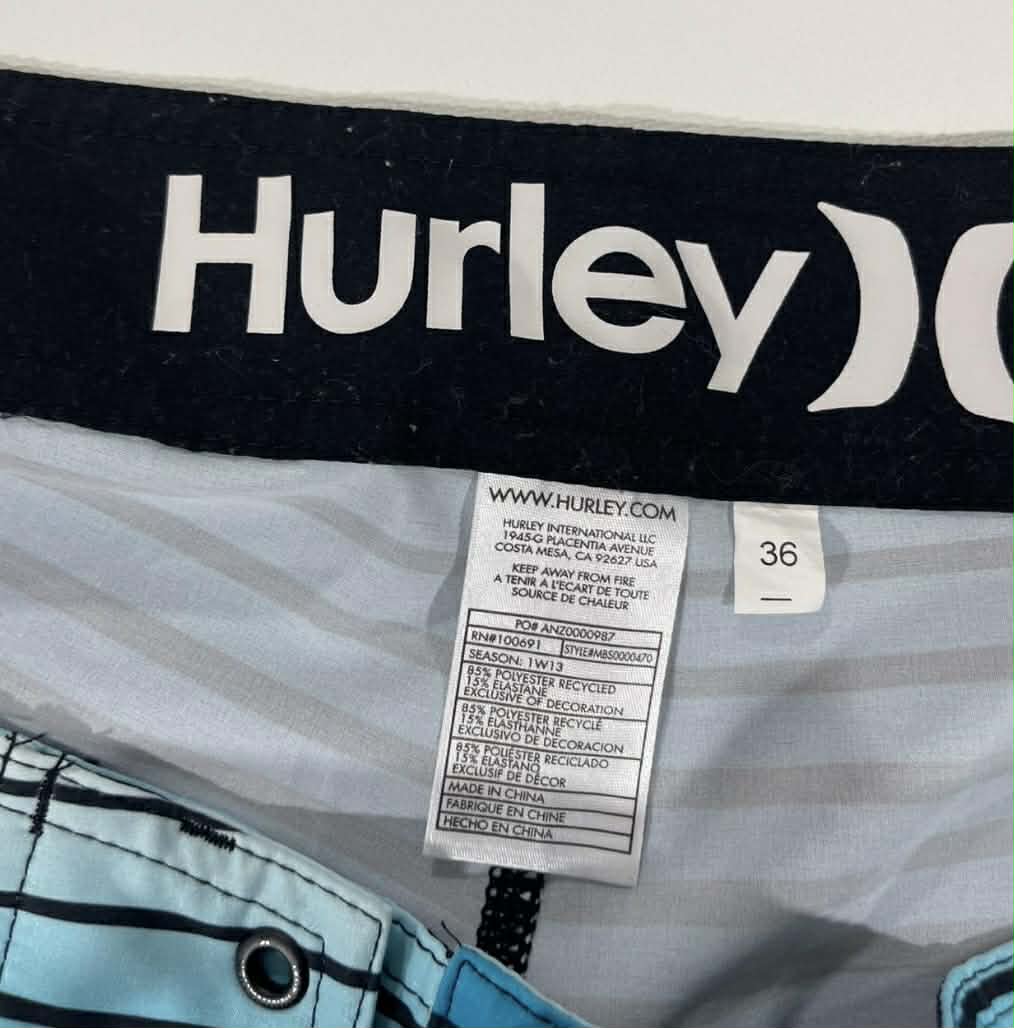 Hurley
WWW.HURLEY.COM
HURLEY INTERNATIONAL LLC
1945-G PLACENTIA AVENUE
COSTA MESA, CA 92627 USA
KEEP AWAY FROM FIRE
A TENIR A L'ECART DE TOUTE
SOURCE DE CHALEUR
PO# ANZ0000987
RN#100691 STYLE#MBS0000470
SEASON: 1W13
85% POLYESTER RECYCLED
15% ELASTANE
EXCLUSIVE OF DECORATION
85% POLYESTER RECYCLÉ
15% ELASTHANNE
EXCLUSIVO DE DECORACION
85% POLIÉSTER RECICLADO
15% ELASTANO
EXCLUSIF DE DÉCOR
MADE IN CHINA
FABRIQUE EN CHINE
HECHO EN CHINA
36